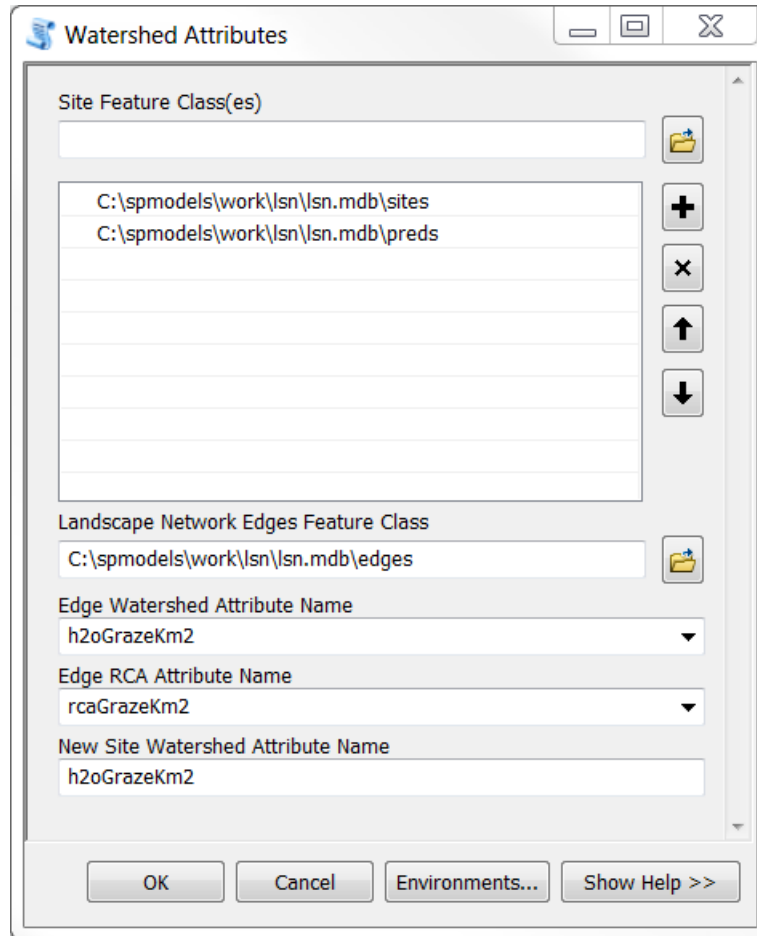 Watershed Attributes
Site Feature Class(es)
C:\spmodels\work\lsn\lsn.mdb\sites
C:\spmodels\work\lsn\lsn.mdb\preds
Landscape Network Edges Feature Class
C:\spmodels\work\lsn\lsn.mdb\edges
Edge Watershed Attribute Name
h2oGrazeKm2
Edge RCA Attribute Name
rcaGrazeKm2
New Site Watershed Attribute Name
h2oGrazeKm2
OK Cancel Environments... Show Help >>